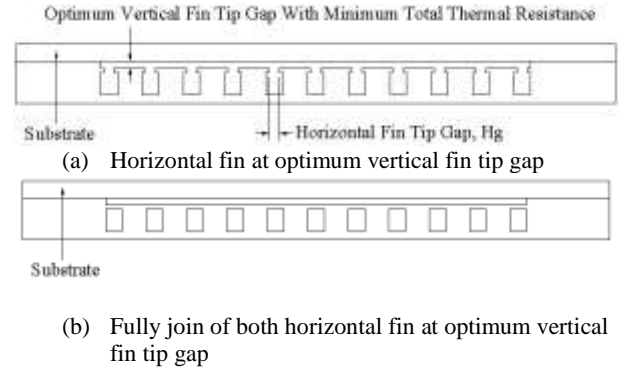 Optimum Vertical Fin Tip Gap With Minimum Total Thermal Resistance
Substrate
Horizontal Fin Tip Gap, Hg
(a) Horizontal fin at optimum vertical fin tip gap
Substrate
(b) Fully join of both horizontal fin at optimum vertical
fin tip gap